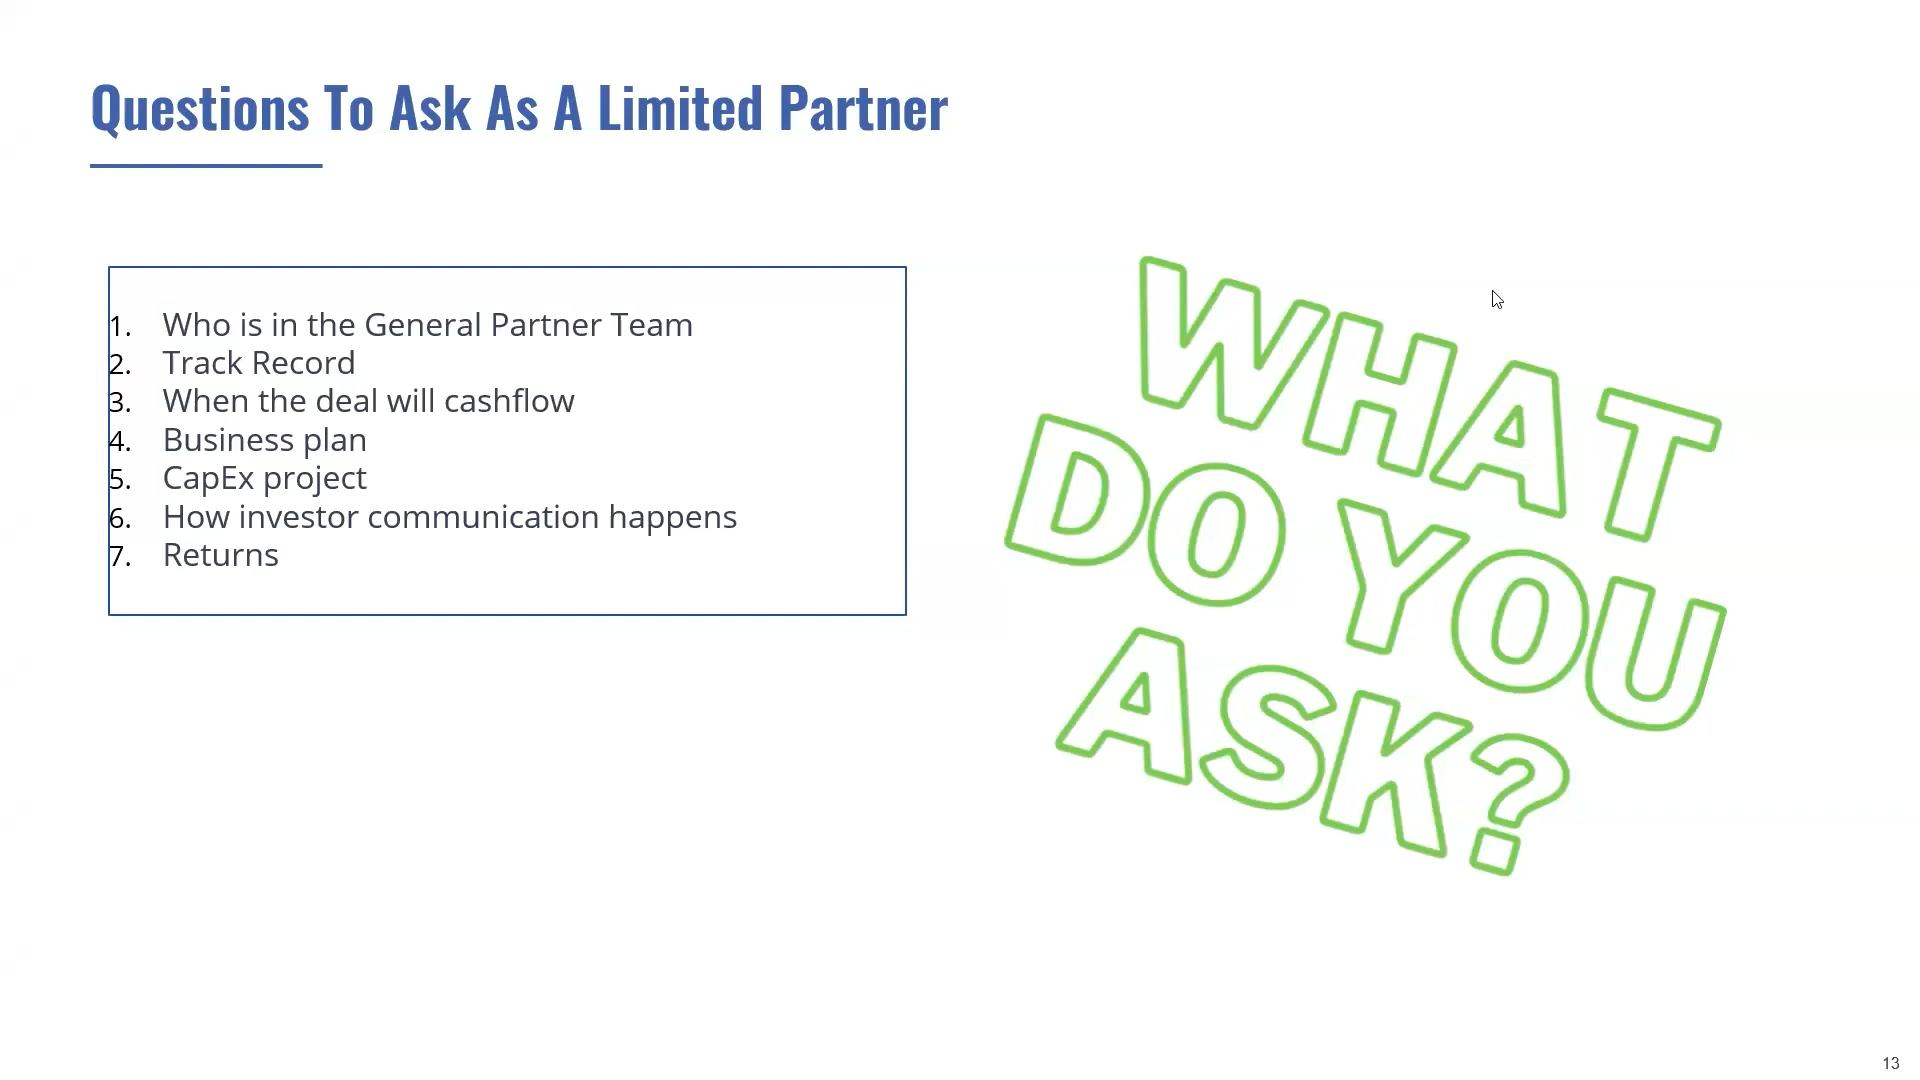 Questions To Ask As A Limited Partner
1. Who is in the General Partner Team
2. Track Record
3. When the deal will cashflow
4. Business plan
5. CapEx project
6. How investor communication happens
7. Returns
WHAT
DO YOU
ASK?
13